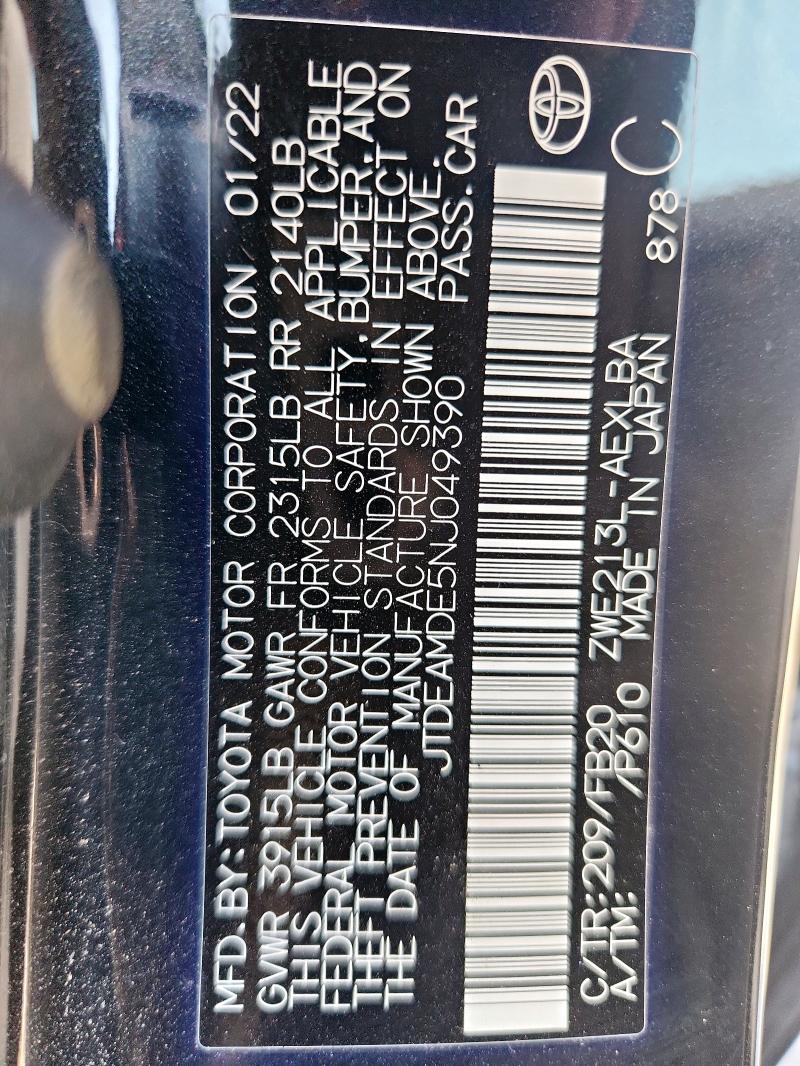 MFD.BY:TOYOTA MOTOR CORPORATION 01/22
GVWR 3915LB GAWR FR 2315LB RR 2140LB
THIS VEHICLE CONFORMS TO ALL APPLICABLE
FEDERAL MOTOR VEHICLE SAFETY,BUMPER,AND
THEFT PREVENTION STANDARDS IN EFFECT ON
THE DATE OF MANUFACTURE SHOWN ABOVE.
JTDEAMDE5NJ049390 PASS.CAR
C/TR:209/FB20 ZWE213L-AEXLBA
A/TM: /P610 MADE IN JAPAN 878 C